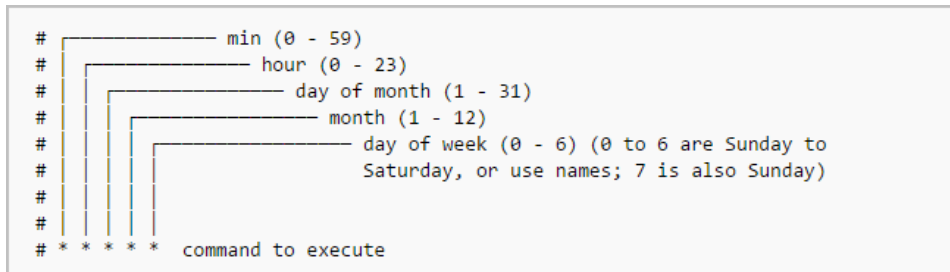 # ┌───────────── min (0 - 59)
# │ ┌────────────── hour (0 - 23)
# │ │ ┌─────────────── day of month (1 - 31)
# │ │ │ ┌──────────────── month (1 - 12)
# │ │ │ │ ┌───────────────── day of week (0 - 6) (0 to 6 are Sunday to
# │ │ │ │ │                  Saturday, or use names; 7 is also Sunday)
# │ │ │ │ │
# │ │ │ │ │
# * * * * *  command to execute